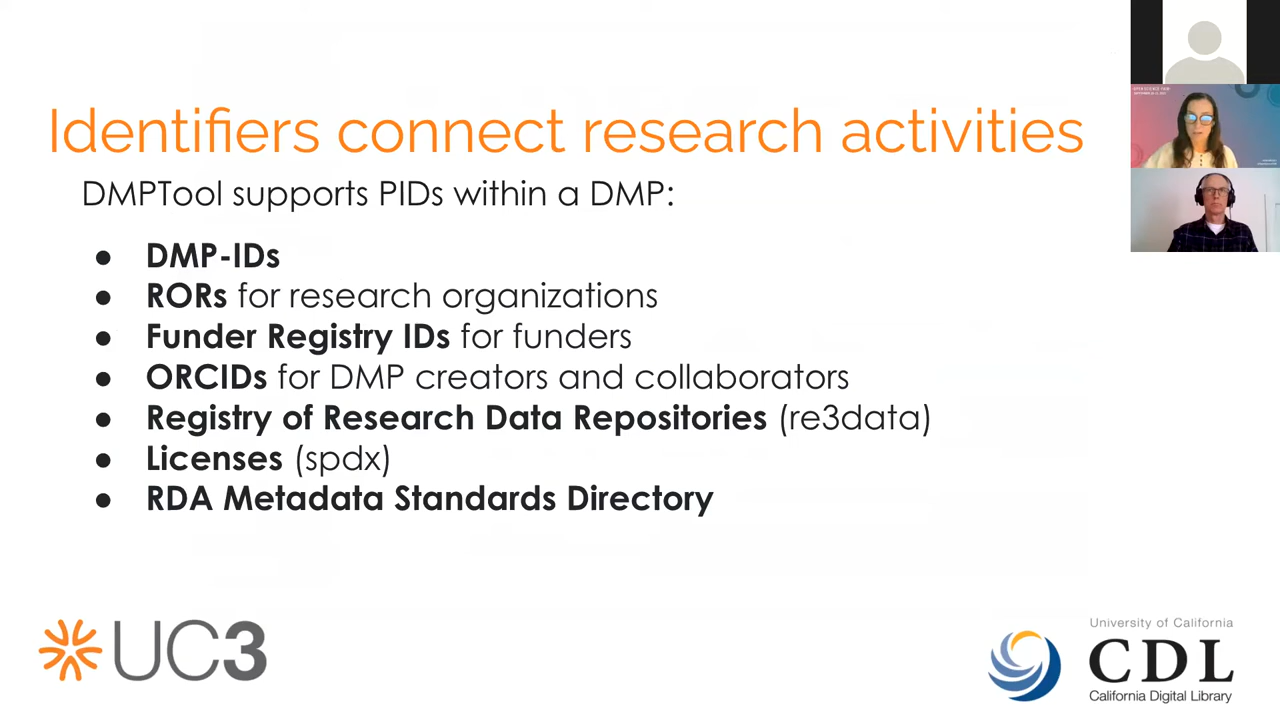 Identifiers connect research activities
DMPTool supports PIDs within a DMP:
● DMP-IDs
● RORs for research organizations
● Funder Registry IDs for funders
● ORCIDs for DMP creators and collaborators
● Registry of Research Data Repositories (re3data)
● Licenses (spdx)
● RDA Metadata Standards Directory
UC3
University of California
CDL
California Digital Library